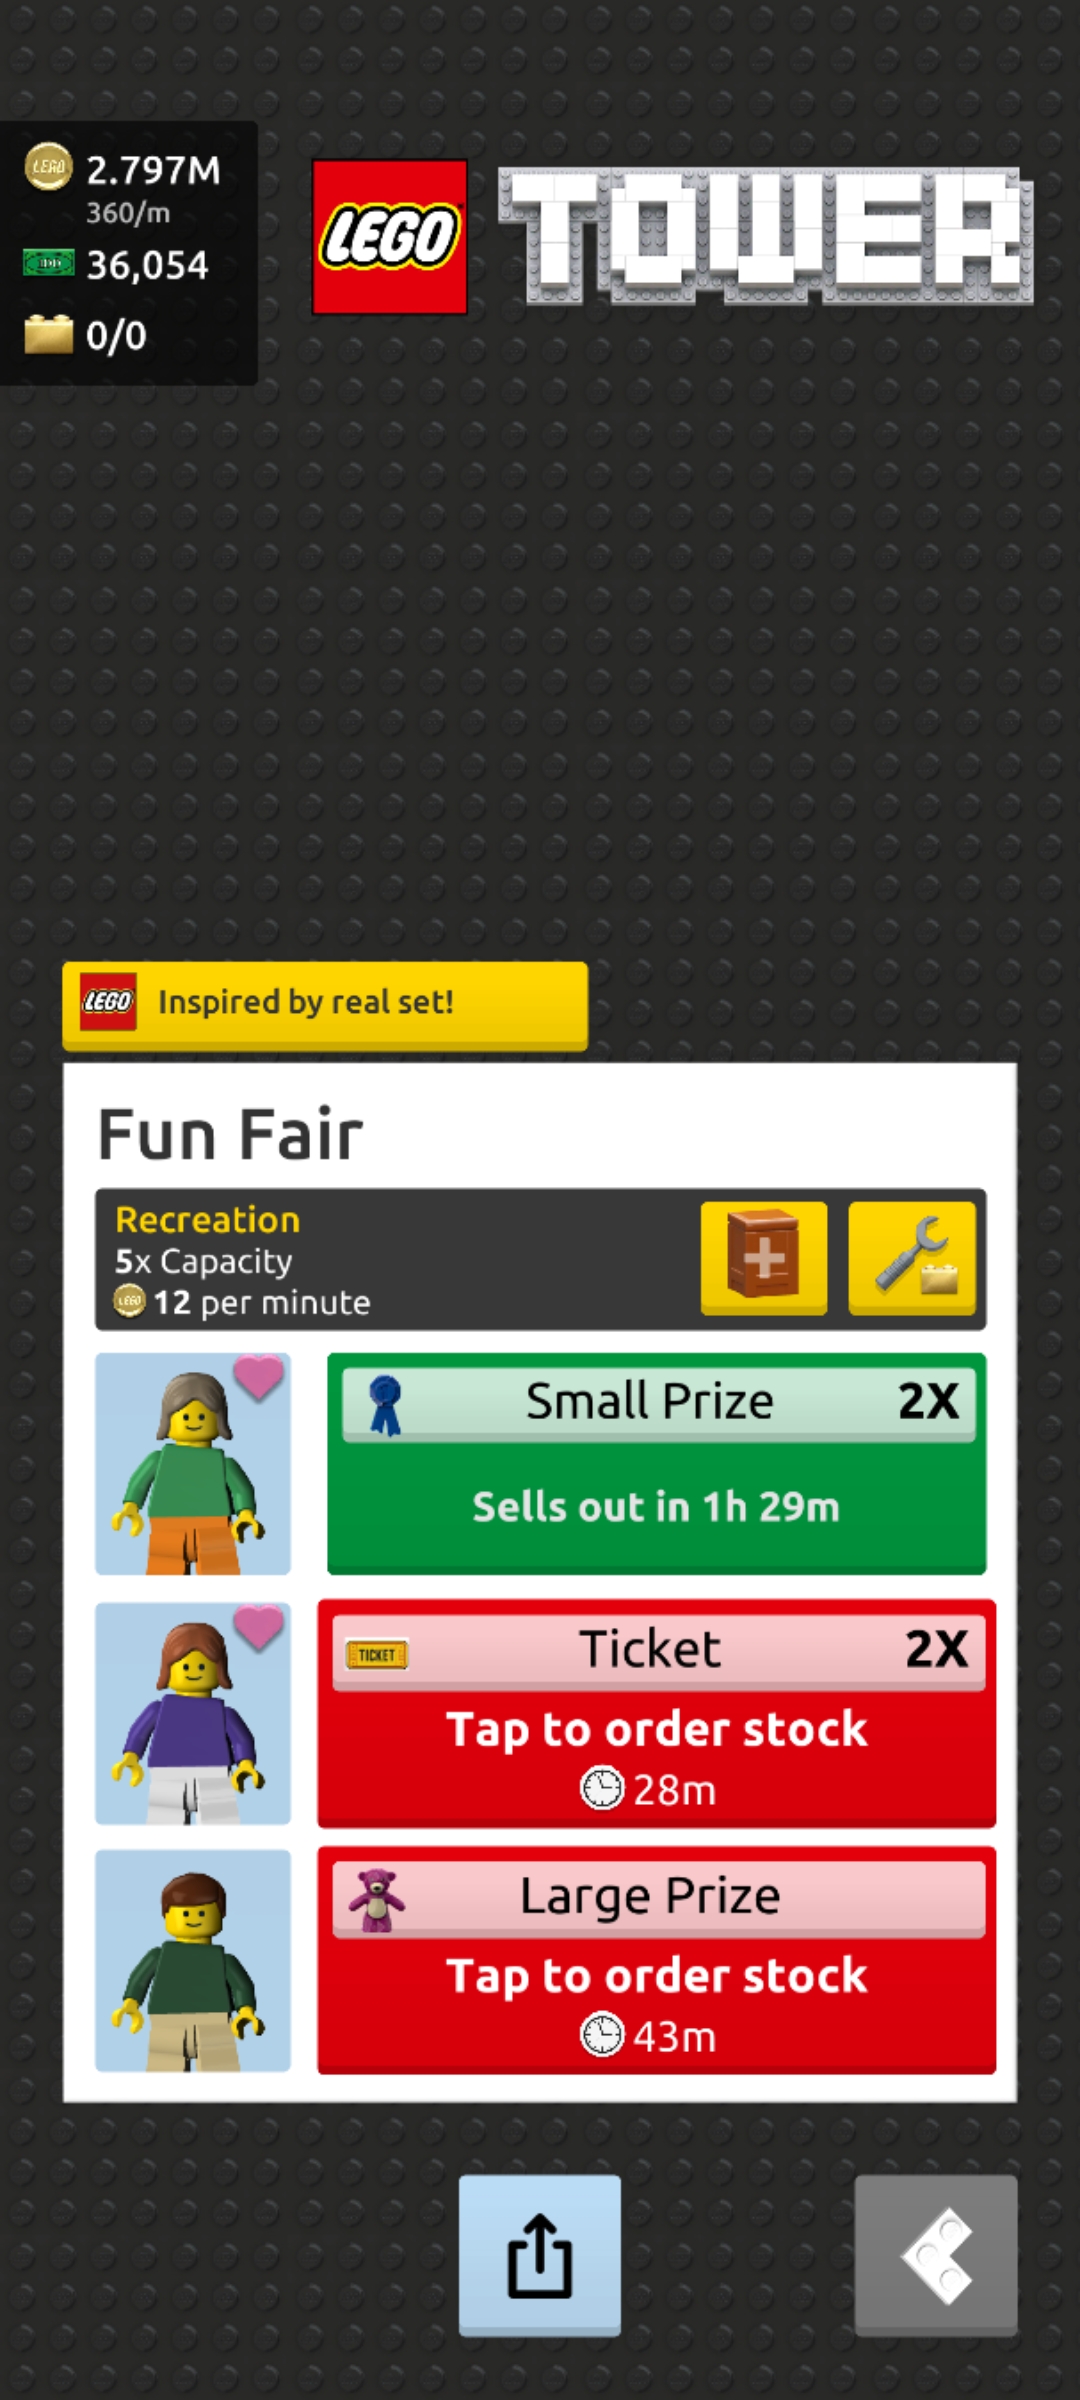 LEGO
2.797M
360/m
36,054
0/0
LEGO TOWER
LEGO Inspired by real set!
Fun Fair
Recreation
5x Capacity
LEGO 12 per minute
Small Prize 2X
Sells out in 1h 29m
TICKET Ticket 2X
Tap to order stock
28m
Large Prize
Tap to order stock
43m